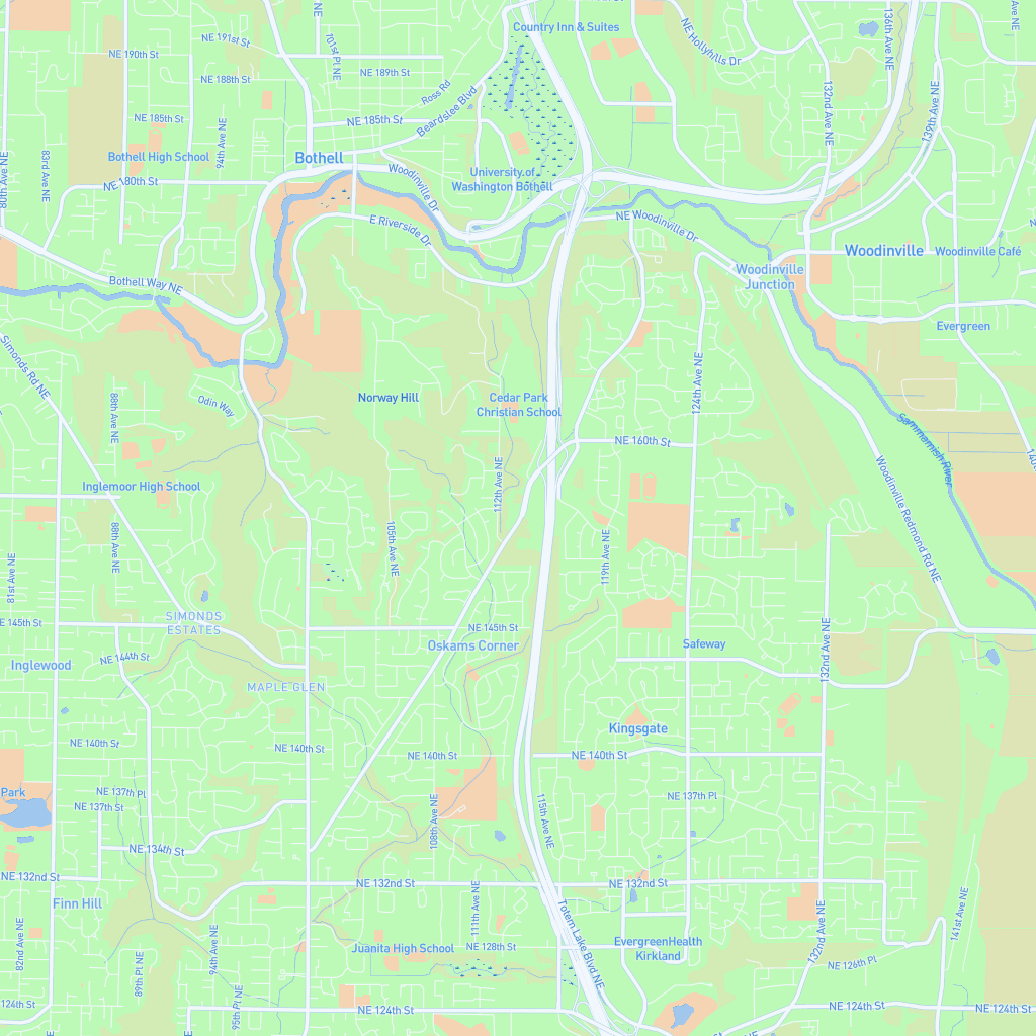 Country Inn & Suites
136th Ave NE
NE
NE 191st St
101st Pl NE
NE Hollyhills Dr
Ave NE
NE 190th St
NE 188th St
NE 189th St
Ross Rd
132nd Ave NE
139th Ave NE
NE 185th St
94th Ave NE
NE 185th St
Beardslee Blvd
83rd Ave NE
80th Ave NE
Bothell High School
Bothell
NE 180th St
Woodinville Dr
University of
Washington Bothell
E Riverside Dr
NE Woodinville Dr
Woodinville
Woodinville Café
Woodinville
Junction
Bothell Way NE
Evergreen
Simonds Rd NE
Odin Way
Norway Hill
Cedar Park
Christian School
124th Ave NE
88th Ave NE
NE 160th St
Sammamish River
140
Inglemoor High School
112th Ave NE
88th Ave NE
105th Ave NE
119th Ave NE
Woodinville Redmond Rd NE
81st Ave NE
SIMONDS
ESTATES
NE 145th St
NE 145th St
Oskams Corner
Safeway
132nd Ave NE
Inglewood
NE 144th St
MAPLE GLEN
Kingsgate
NE 140th St
NE 140th St
NE 140th St
NE 140th St
Park
NE 137th Pl
NE 137th St
NE 137th Pl
108th Ave NE
115th Ave NE
NE 134th St
NE 132nd St
NE 132nd St
NE 132nd St
Finn Hill
111th Ave NE
Totem Lake Blvd NE
132nd Ave NE
141st Ave NE
82nd Ave NE
94th Ave NE
Juanita High School
NE 128th St
EvergreenHealth
Kirkland
NE 126th Pl
89th Pl NE
95th Pl NE
124th St
NE 124th St
NE 124th St
NE 124th St